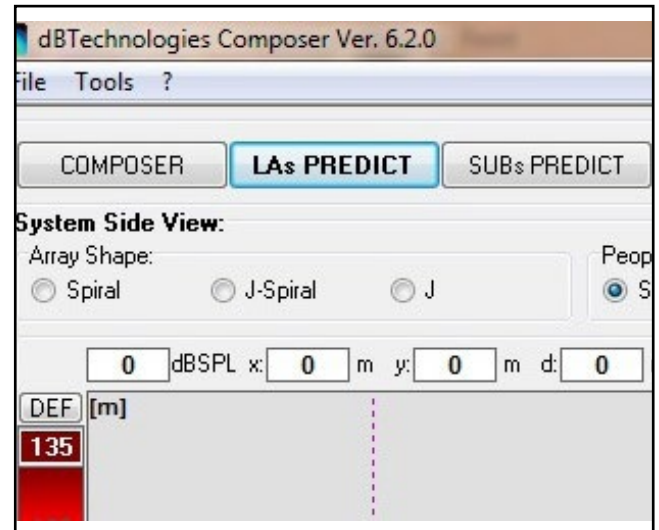 dBTechnologies Composer Ver. 6.2.0
File Tools ?
COMPOSER LAs PREDICT SUBs PREDICT
System Side View:
Array Shape: Peop
Spiral J-Spiral J S
0 dBSPL x: 0 m y: 0 m d: 0
DEF [m]
135